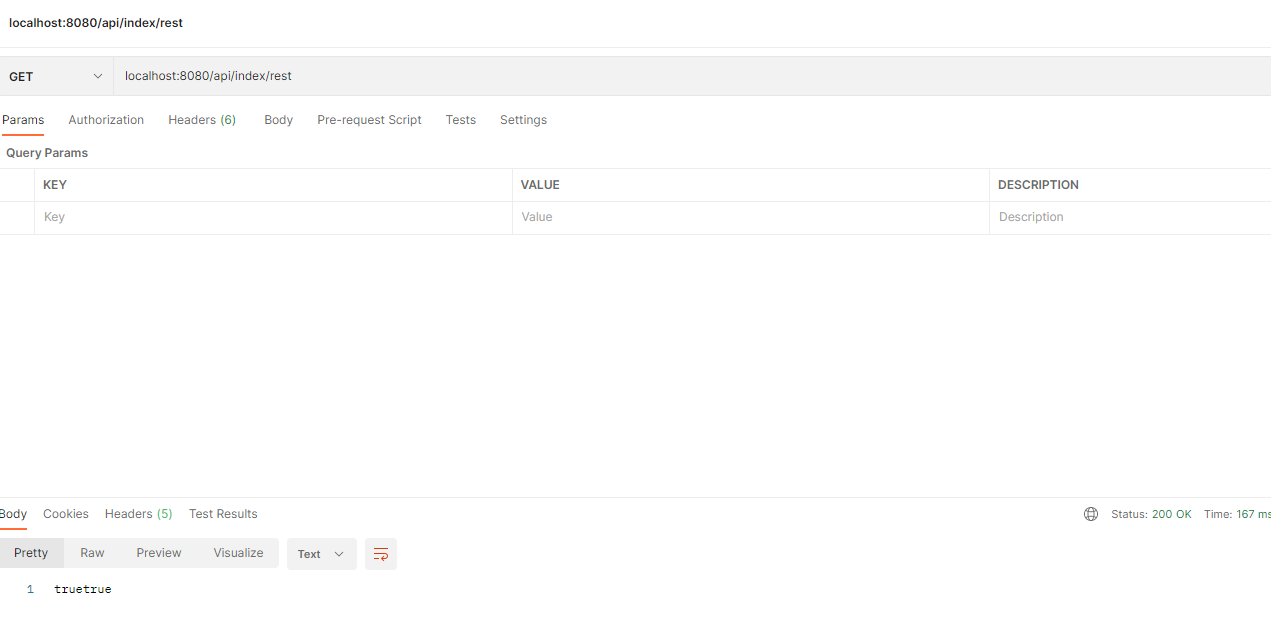 localhost:8080/api/index/rest
GET localhost:8080/api/index/rest
Params Authorization Headers (6) Body Pre-request Script Tests Settings
Query Params
KEY VALUE DESCRIPTION
Key Value Description
Body Cookies Headers (5) Test Results Status: 200 OK Time: 167 ms
Pretty Raw Preview Visualize Text
1 truetrue